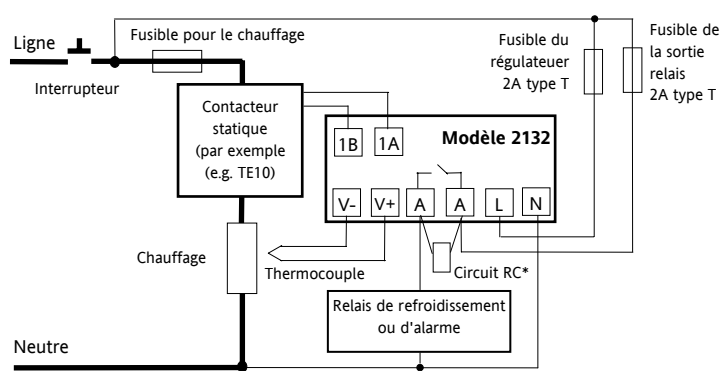 Ligne
Interrupteur
Fusible pour le chauffage
Fusible du
régulateuer
2A type T
Fusible de
la sortie
relais
2A type T
Contacteur
statique
(par exemple
(e.g. TE10)
1B
1A
Modèle 2132
V-
V+
A
A
L
N
Chauffage
Thermocouple
Circuit RC*
Relais de refroidissement
ou d'alarme
Neutre